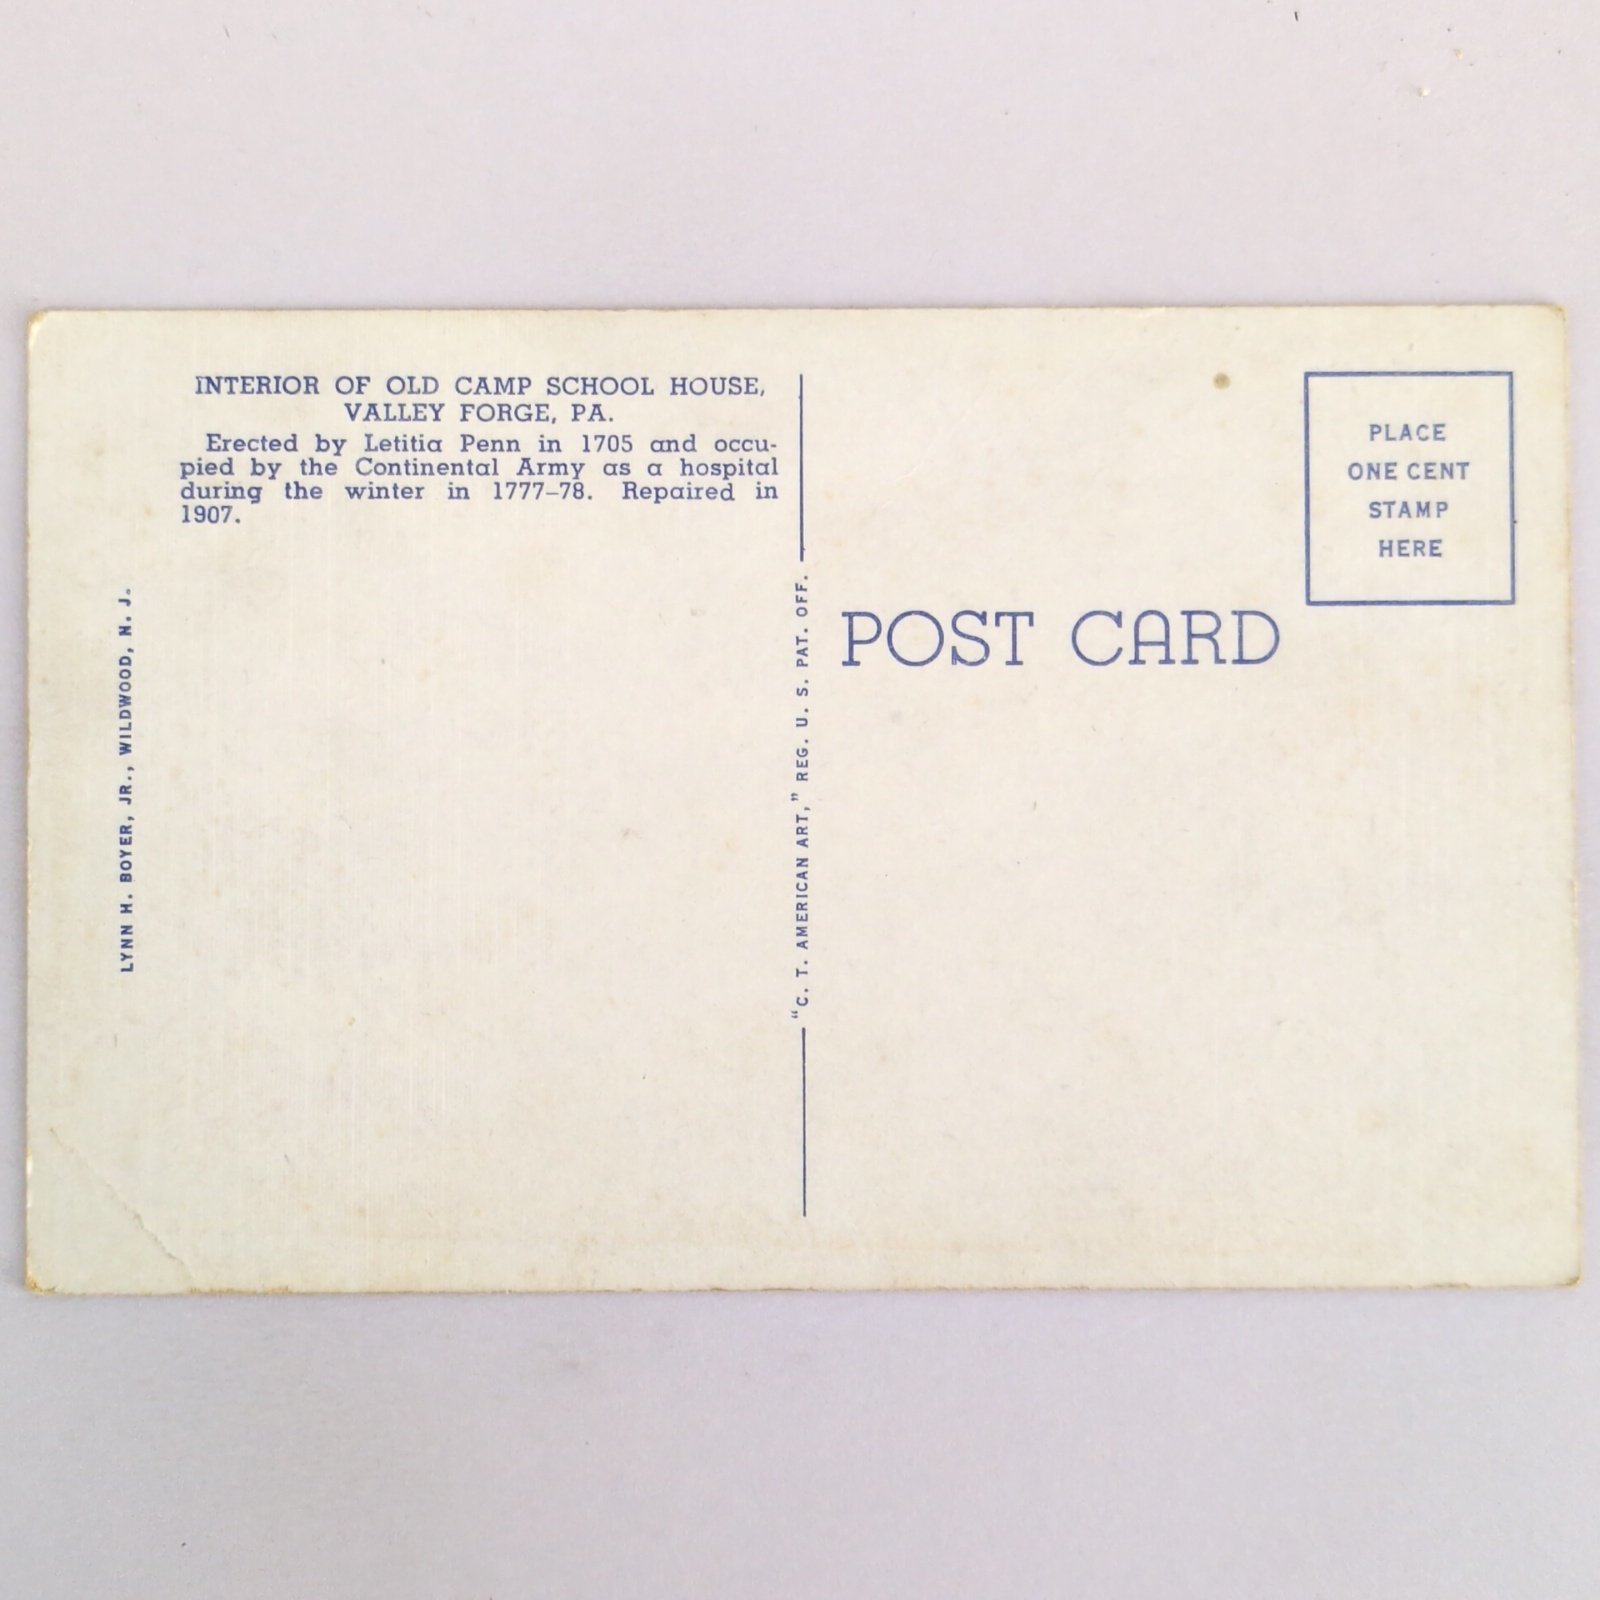 INTERIOR OF OLD CAMP SCHOOL HOUSE,
VALLEY FORGE, PA.
Erected by Letitia Penn in 1705 and occu-
pied by the Continental Army as a hospital
during the winter in 1777–78. Repaired in
1907.
LYNN H. BOYER, JR., WILDWOOD, N. J.
"C. T. AMERICAN ART," REG. U. S. PAT. OFF.
POST CARD
PLACE
ONE CENT
STAMP
HERE